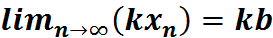 lim_{n→∞}(kx_n) = kb